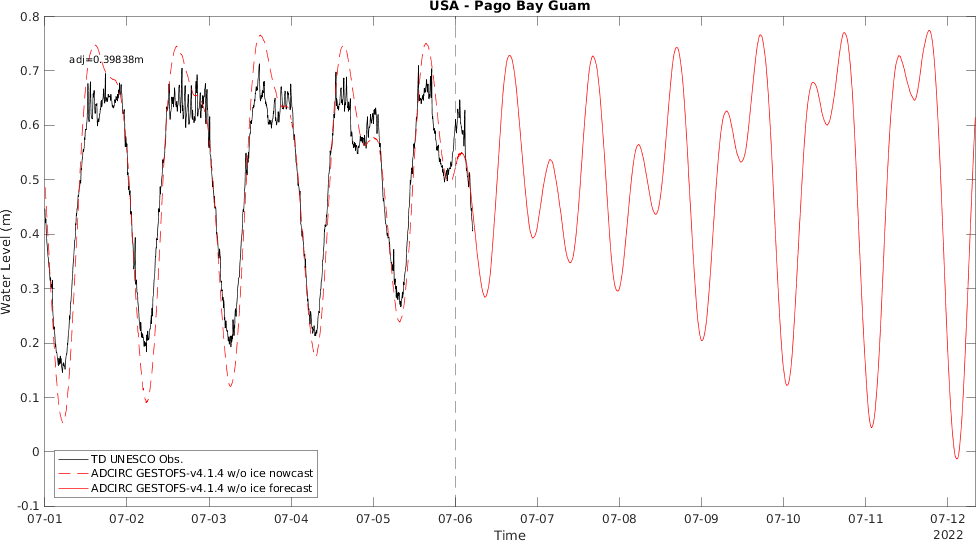 USA - Pago Bay Guam
adj=0.39838m
Water Level (m)
0.8
0.7
0.6
0.5
0.4
0.3
0.2
0.1
0
-0.1
TD UNESCO Obs.
ADCIRC GESTOFS-v4.1.4 w/o ice nowcast
ADCIRC GESTOFS-v4.1.4 w/o ice forecast
07-01 07-02 07-03 07-04 07-05 07-06 07-07 07-08 07-09 07-10 07-11 07-12
Time
2022